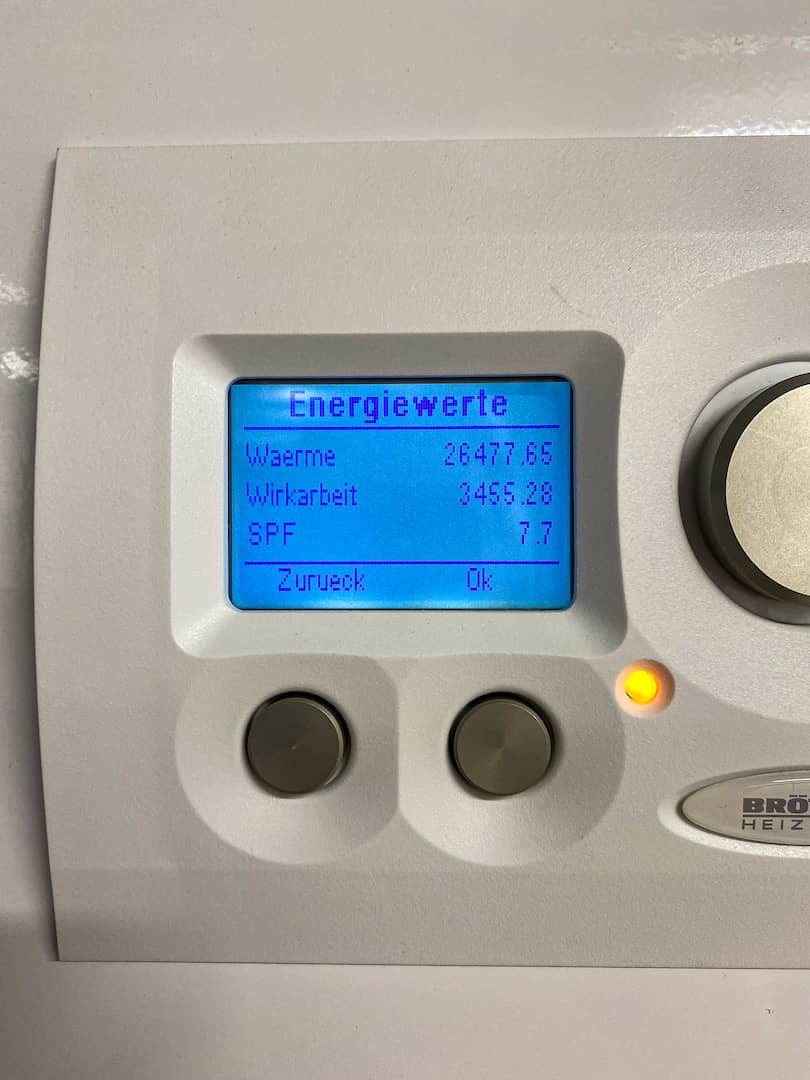 Energiewerte
Waerme 26477.65
Wirkarbeit 3455.28
SPF 7.7
Zurueck Ok